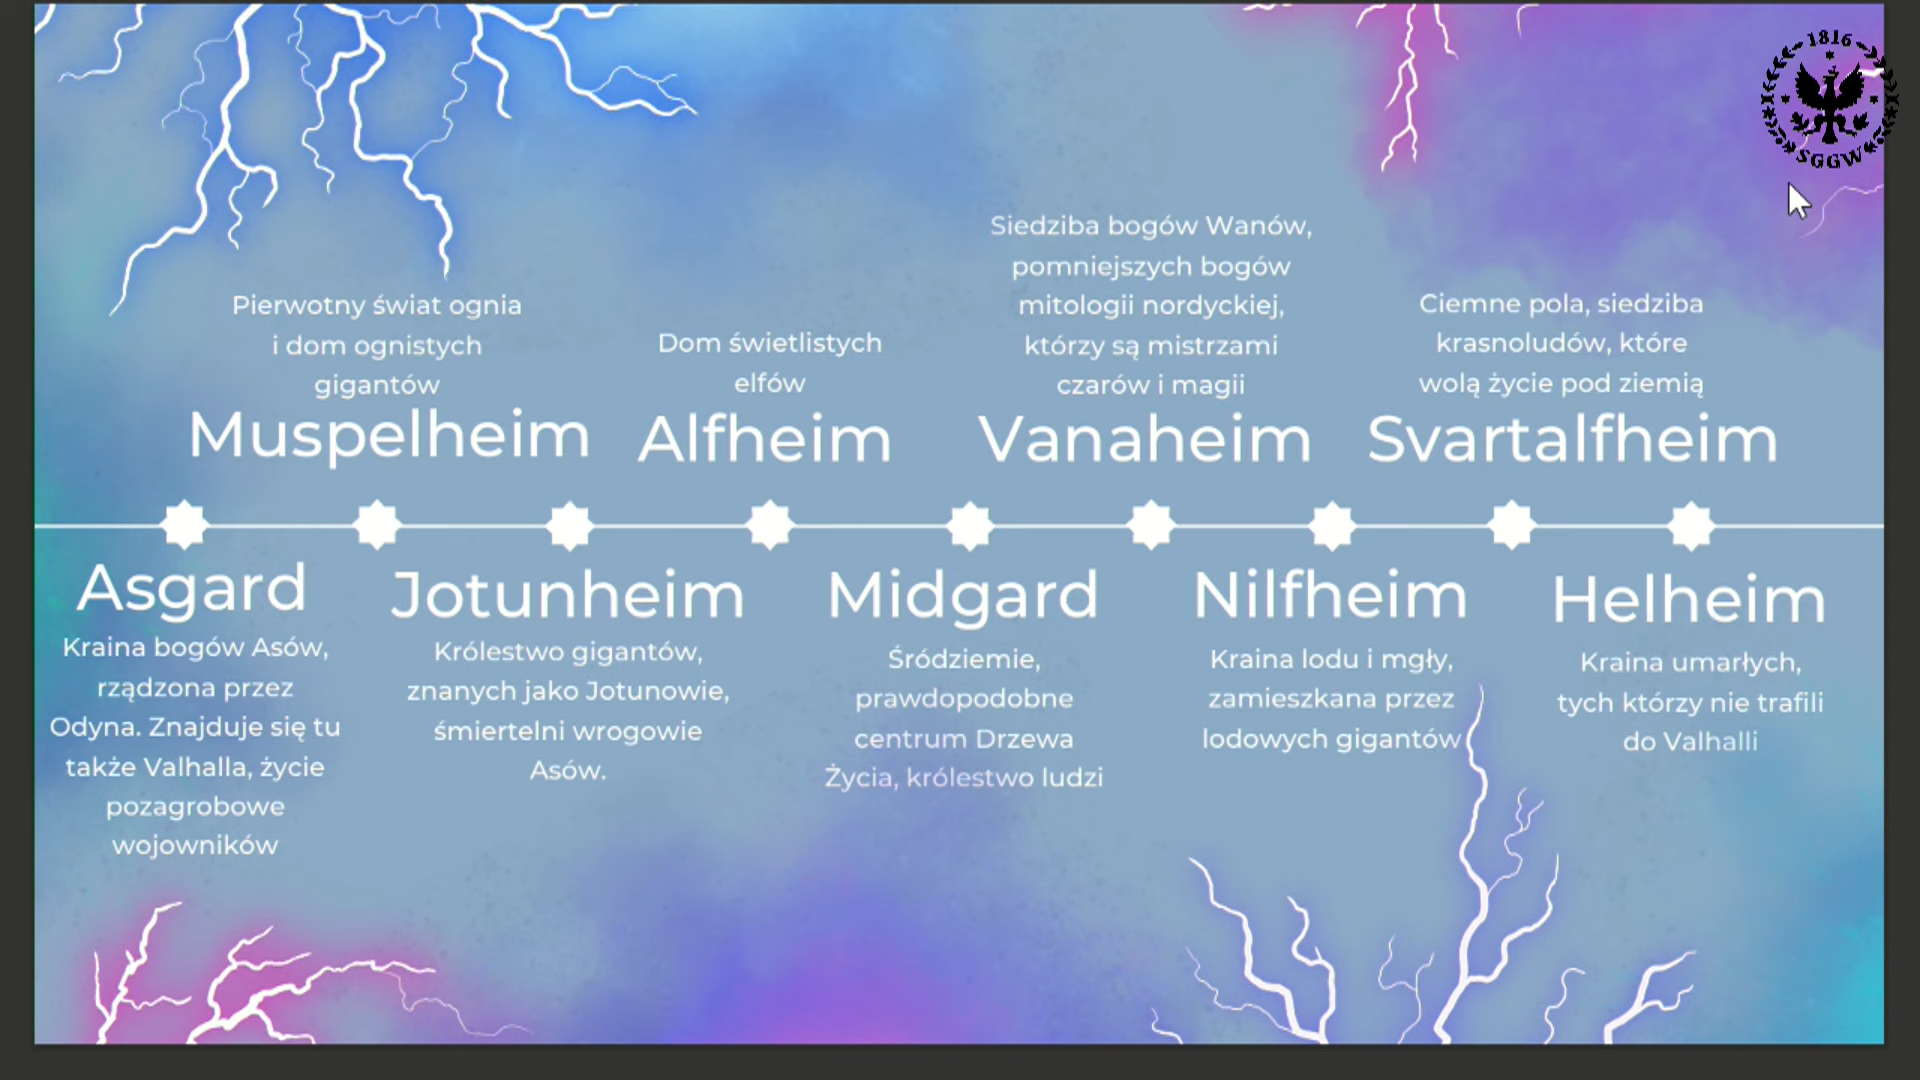 1816
SGGW
Pierwotny świat ognia
i dom ognistych
gigantów
Muspelheim
Dom świetlistych
elfów
Alfheim
Siedziba bogów Wanów,
pomniejszych bogów
mitologii nordyckiej,
którzy są mistrzami
czarów i magii
Vanaheim
Ciemne pola, siedziba
krasnoludów, które
wolą życie pod ziemią
Svartalfheim
Asgard
Kraina bogów Asów,
rządzona przez
Odyna. Znajduje się tu
także Valhalla, życie
pozagrobowe
wojowników
Jotunheim
Królestwo gigantów,
znanych jako Jotunowie,
śmiertelni wrogowie
Asów.
Midgard
Śródziemie,
prawdopodobne
centrum Drzewa
Życia, królestwo ludzi
Nilfheim
Kraina lodu i mgły,
zamieszkana przez
lodowych gigantów
Helheim
Kraina umarłych,
tych którzy nie trafili
do Valhalli